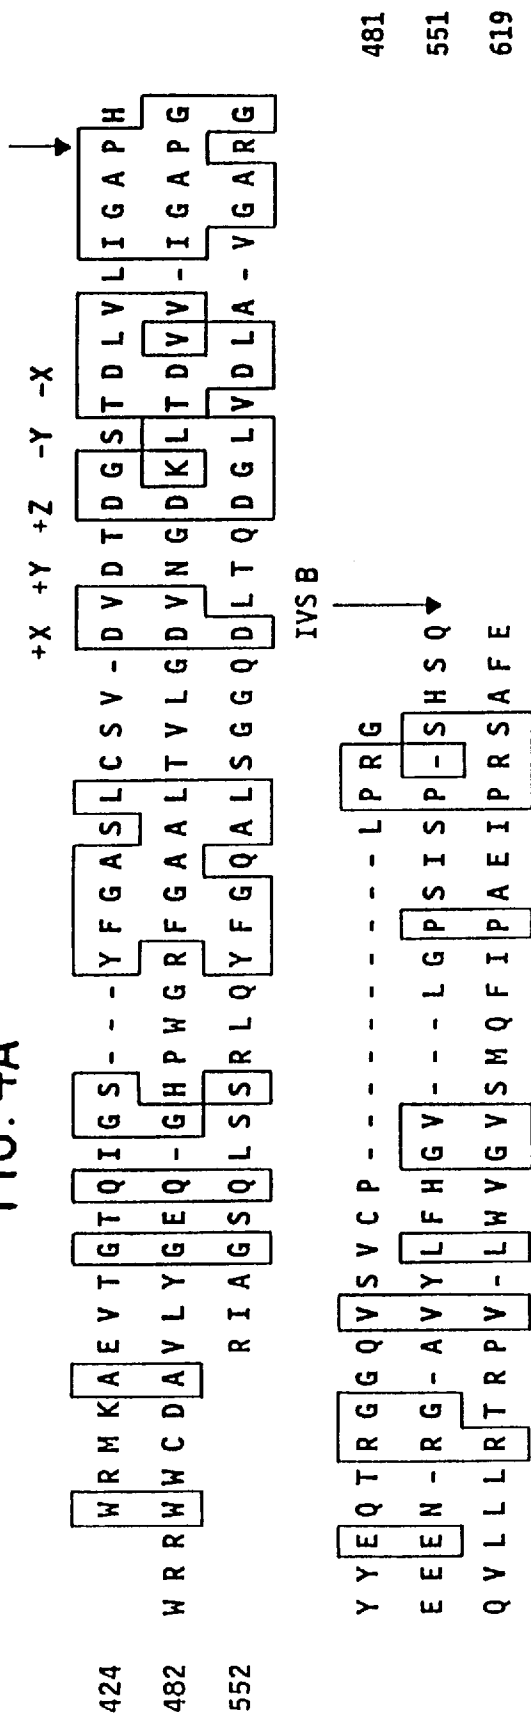 FIG. 4A
+X +Y +Z -Y -X
424 W R M K A E V T G T Q I G S - - - Y F G A S L C S V - D V D T D G S T D L V L I G A P H
482 W R R W W C D A V L Y G E Q - G H P W G R F G A A L T V L G D V N G D K L T D V V - I G A P G
552 R I A G S Q L S S R L Q Y F G Q A L S G G Q D L T Q D G L V D L A - V G A R G
IVS B
Y Y E Q T R G G Q V S V C P - - - - - - - - - - L P R G 481
E E E N - R G - A V Y L F H G V - - - L G P S I S P - S H S Q 551
Q V L L L R T R P V - L W V G V S M Q F I P A E I P R S A F E 619